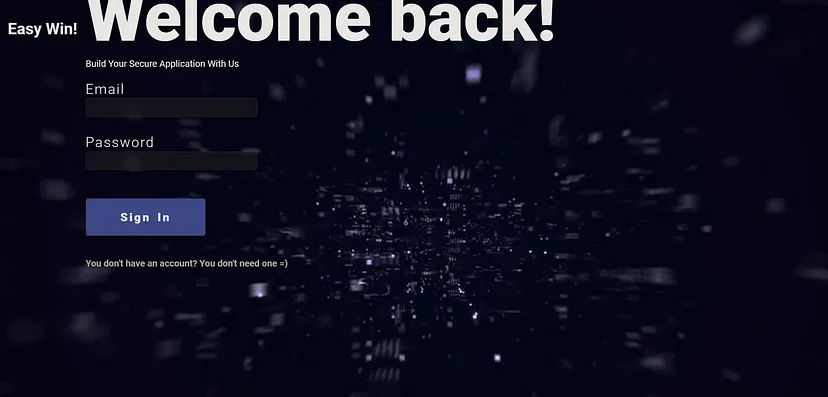 Welcome back!
Easy Win!
Build Your Secure Application With Us
Email
Password
Sign In
You don't have an account? You don't need one =)